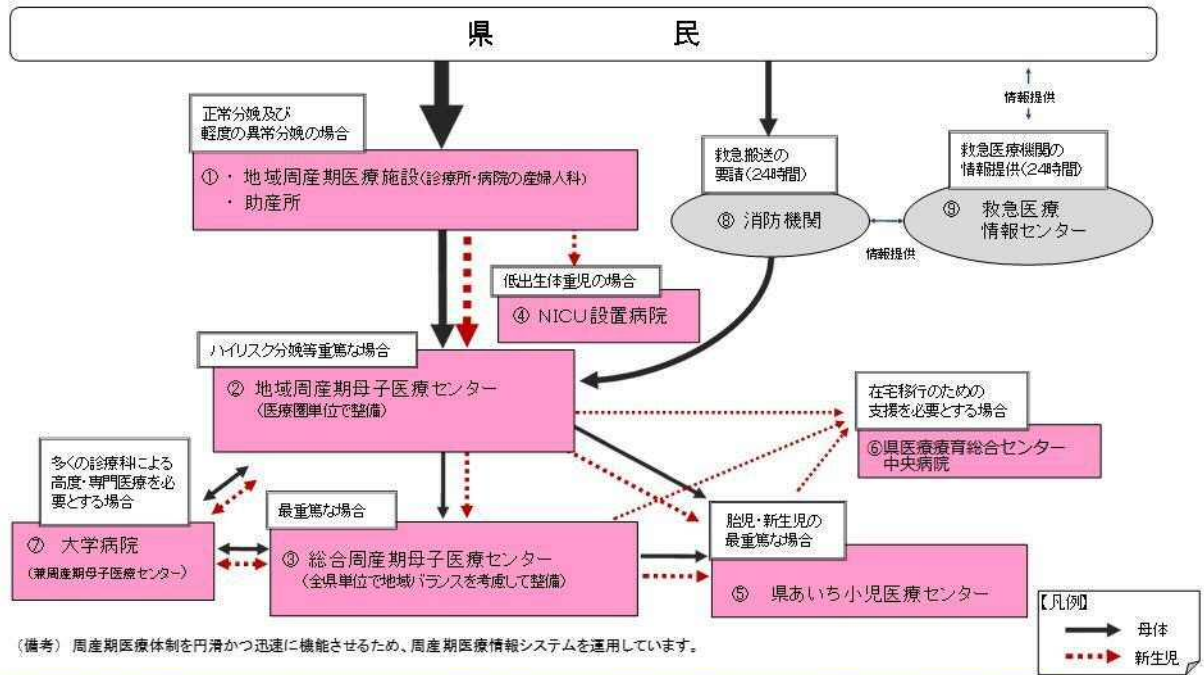 県 民
正常分娩及び
軽度の異常分娩の場合
①・地域周産期医療施設(診療所・病院の産婦人科)
・助産所
救急搬送の
要請(24時間)
⑧ 消防機関
情報提供
救急医療機関の
情報提供(24時間)
⑨ 救急医療
情報センター
情報提供
低出生体重児の場合
④ NICU設置病院
ハイリスク分娩等重篤な場合
② 地域周産期母子医療センター
(医療圏単位で整備)
在宅移行のための
支援を必要とする場合
⑥県医療療育総合センター
中央病院
多くの診療科による
高度・専門医療を必
要とする場合
⑦ 大学病院
(兼周産期母子医療センター)
最重篤な場合
③ 総合周産期母子医療センター
(全県単位で地域バランスを考慮して整備)
胎児・新生児の
最重篤な場合
⑤ 県あいち小児医療センター
【凡例】
母体
新生児
(備考) 周産期医療体制を円滑かつ迅速に機能させるため、周産期医療情報システムを運用しています。